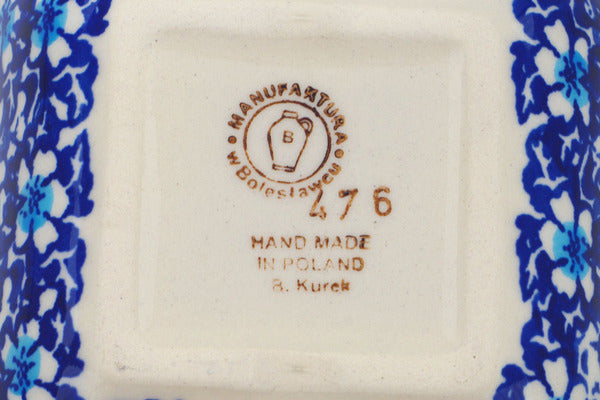 MANUFAKTURA
B
w Bolesławcu
476
HAND MADE
IN POLAND
B. Kurek